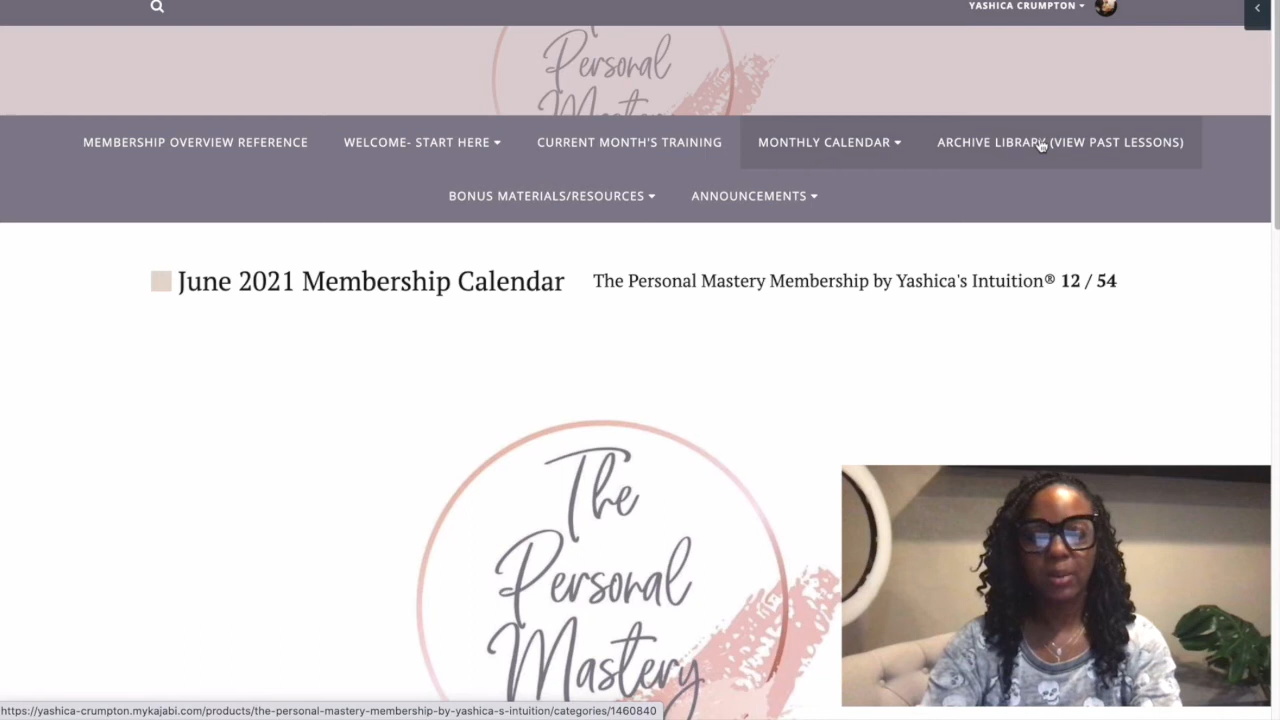 YASHICA CRUMPTON
Personal
MEMBERSHIP OVERVIEW REFERENCE WELCOME- START HERE CURRENT MONTH'S TRAINING MONTHLY CALENDAR ARCHIVE LIBRARY (VIEW PAST LESSONS)
BONUS MATERIALS/RESOURCES ANNOUNCEMENTS
June 2021 Membership Calendar The Personal Mastery Membership by Yashica's Intuition® 12 / 54
The
Personal
Mastery
https://yashica-crumpton.mykajabi.com/products/the-personal-mastery-membership-by-yashica-s-intuition/categories/1460840